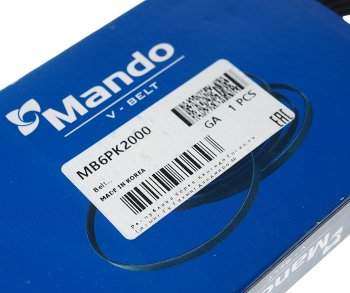 Mando
V - BELT
MB6PK2000
GA 1 PCS
Belt.
MADE IN KOREA
EAC
Mando